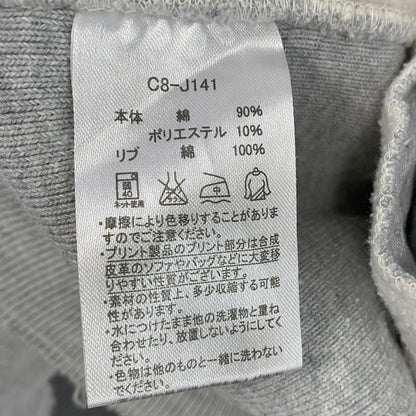 C8-J141
本体 綿 90%
ポリエステル 10%
リブ 綿 100%
弱
40
中
ネット使用
・摩擦により色移りすることがありま
すのでご注意ください。
・プリント製品のプリント部分は合成
皮革のソファやバッグなどに大変移
りやすい性質がございます。
・素材の性質上、多少収縮する可能
性があります。
・水につけたまま他の洗濯物と重ね
合わせたり、放置しないようにしてく
ださい。
・色物は他のものと一緒に洗わない
でください。